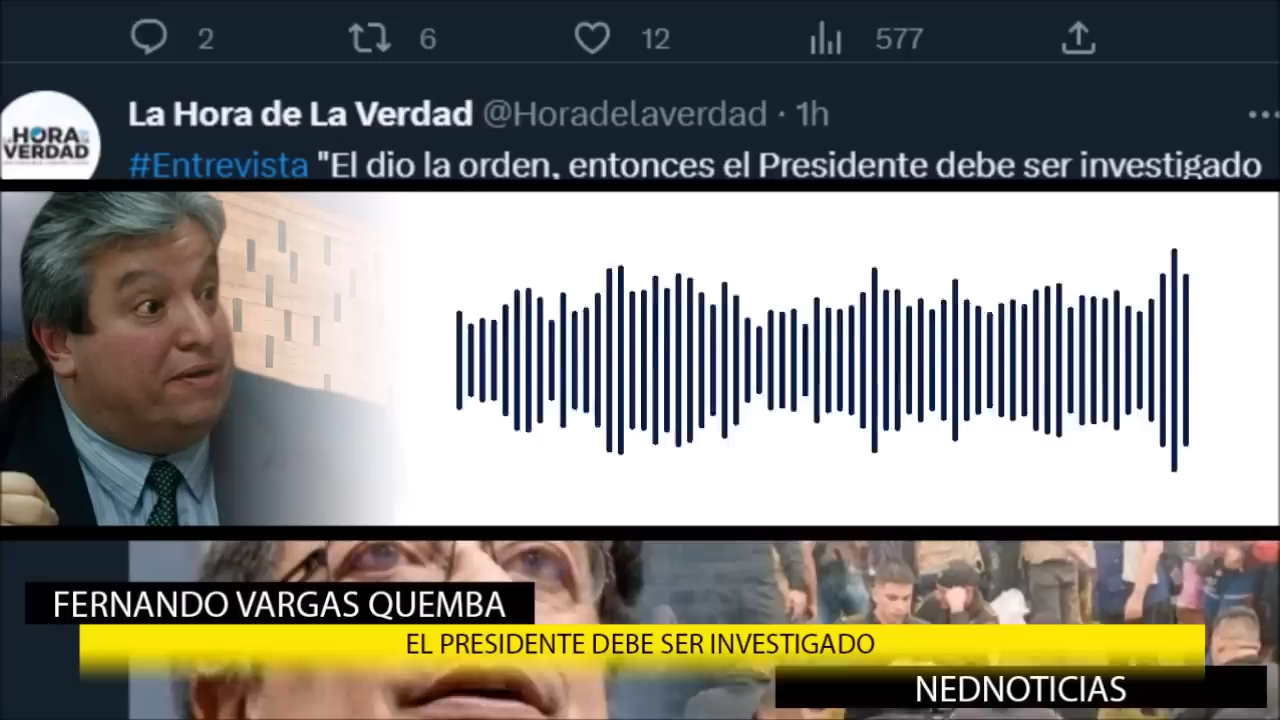 2 6 12 577
La Hora de La Verdad @Horadelaverdad · 1h
HORA
VERDAD
#Entrevista "El dio la orden, entonces el Presidente debe ser investigado
FERNANDO VARGAS QUEMBA
EL PRESIDENTE DEBE SER INVESTIGADO
NEDNOTICIAS